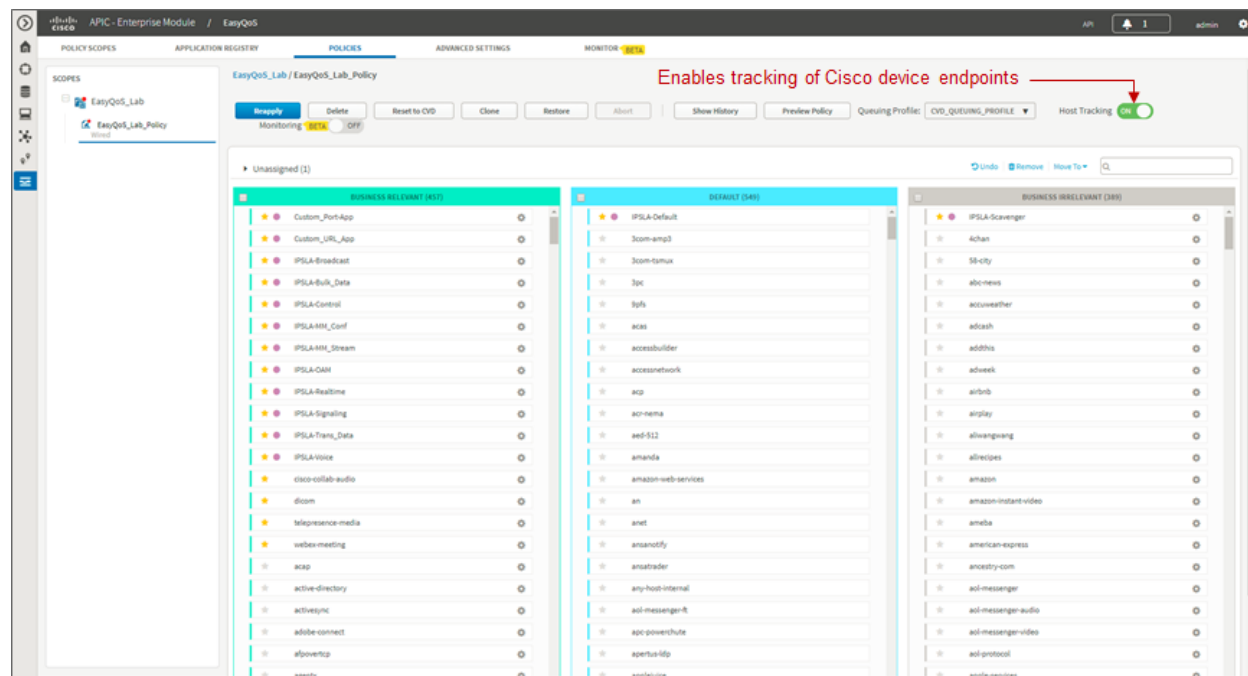 cisco APIC - Enterprise Module / EasyQoS API 1 admin
POLICY SCOPES APPLICATION REGISTRY POLICIES ADVANCED SETTINGS MONITOR BETA
SCOPES
EasyQoS_Lab
EasyQoS_Lab_Policy
Wired
EasyQoS_Lab / EasyQoS_Lab_Policy
Enables tracking of Cisco device endpoints
Reapply Delete Reset to CVD Clone Restore Abort Show History Preview Policy Queuing Profile: CVD_QUEUING_PROFILE Host Tracking ON
Monitoring BETA OFF
Unassigned (1) Undo Remove Move To
BUSINESS RELEVANT (457) DEFAULT (549) BUSINESS IRRELEVANT (389)
Custom_Port-App IPSLA-Default IPSLA-Scavenger
Custom_URL_App 3com-amp3 4chan
IPSLA-Broadcast 3com-tsmux 58-city
IPSLA-Bulk_Data 3pc abc-news
IPSLA-Control 9pfs accuweather
IPSLA-MM_Conf acas adcash
IPSLA-MM_Stream accessbuilder addthis
IPSLA-OAM accessnetwork adweek
IPSLA-Realtime acp airbnb
IPSLA-Signaling acr-nema airplay
IPSLA-Trans_Data aed-512 aliwangwang
IPSLA-Voice amanda allrecipes
cisco-collab-audio amazon-web-services amazon
dicom an amazon-instant-video
telepresence-media anet ameba
webex-meeting ansanotify american-express
acap ansatrader ancestry-com
active-directory any-host-internal aol-messenger
activesync aol-messenger-ft aol-messenger-audio
adobe-connect apc-powerchute aol-messenger-video
afpovertcp apertus-ldp aol-protocol